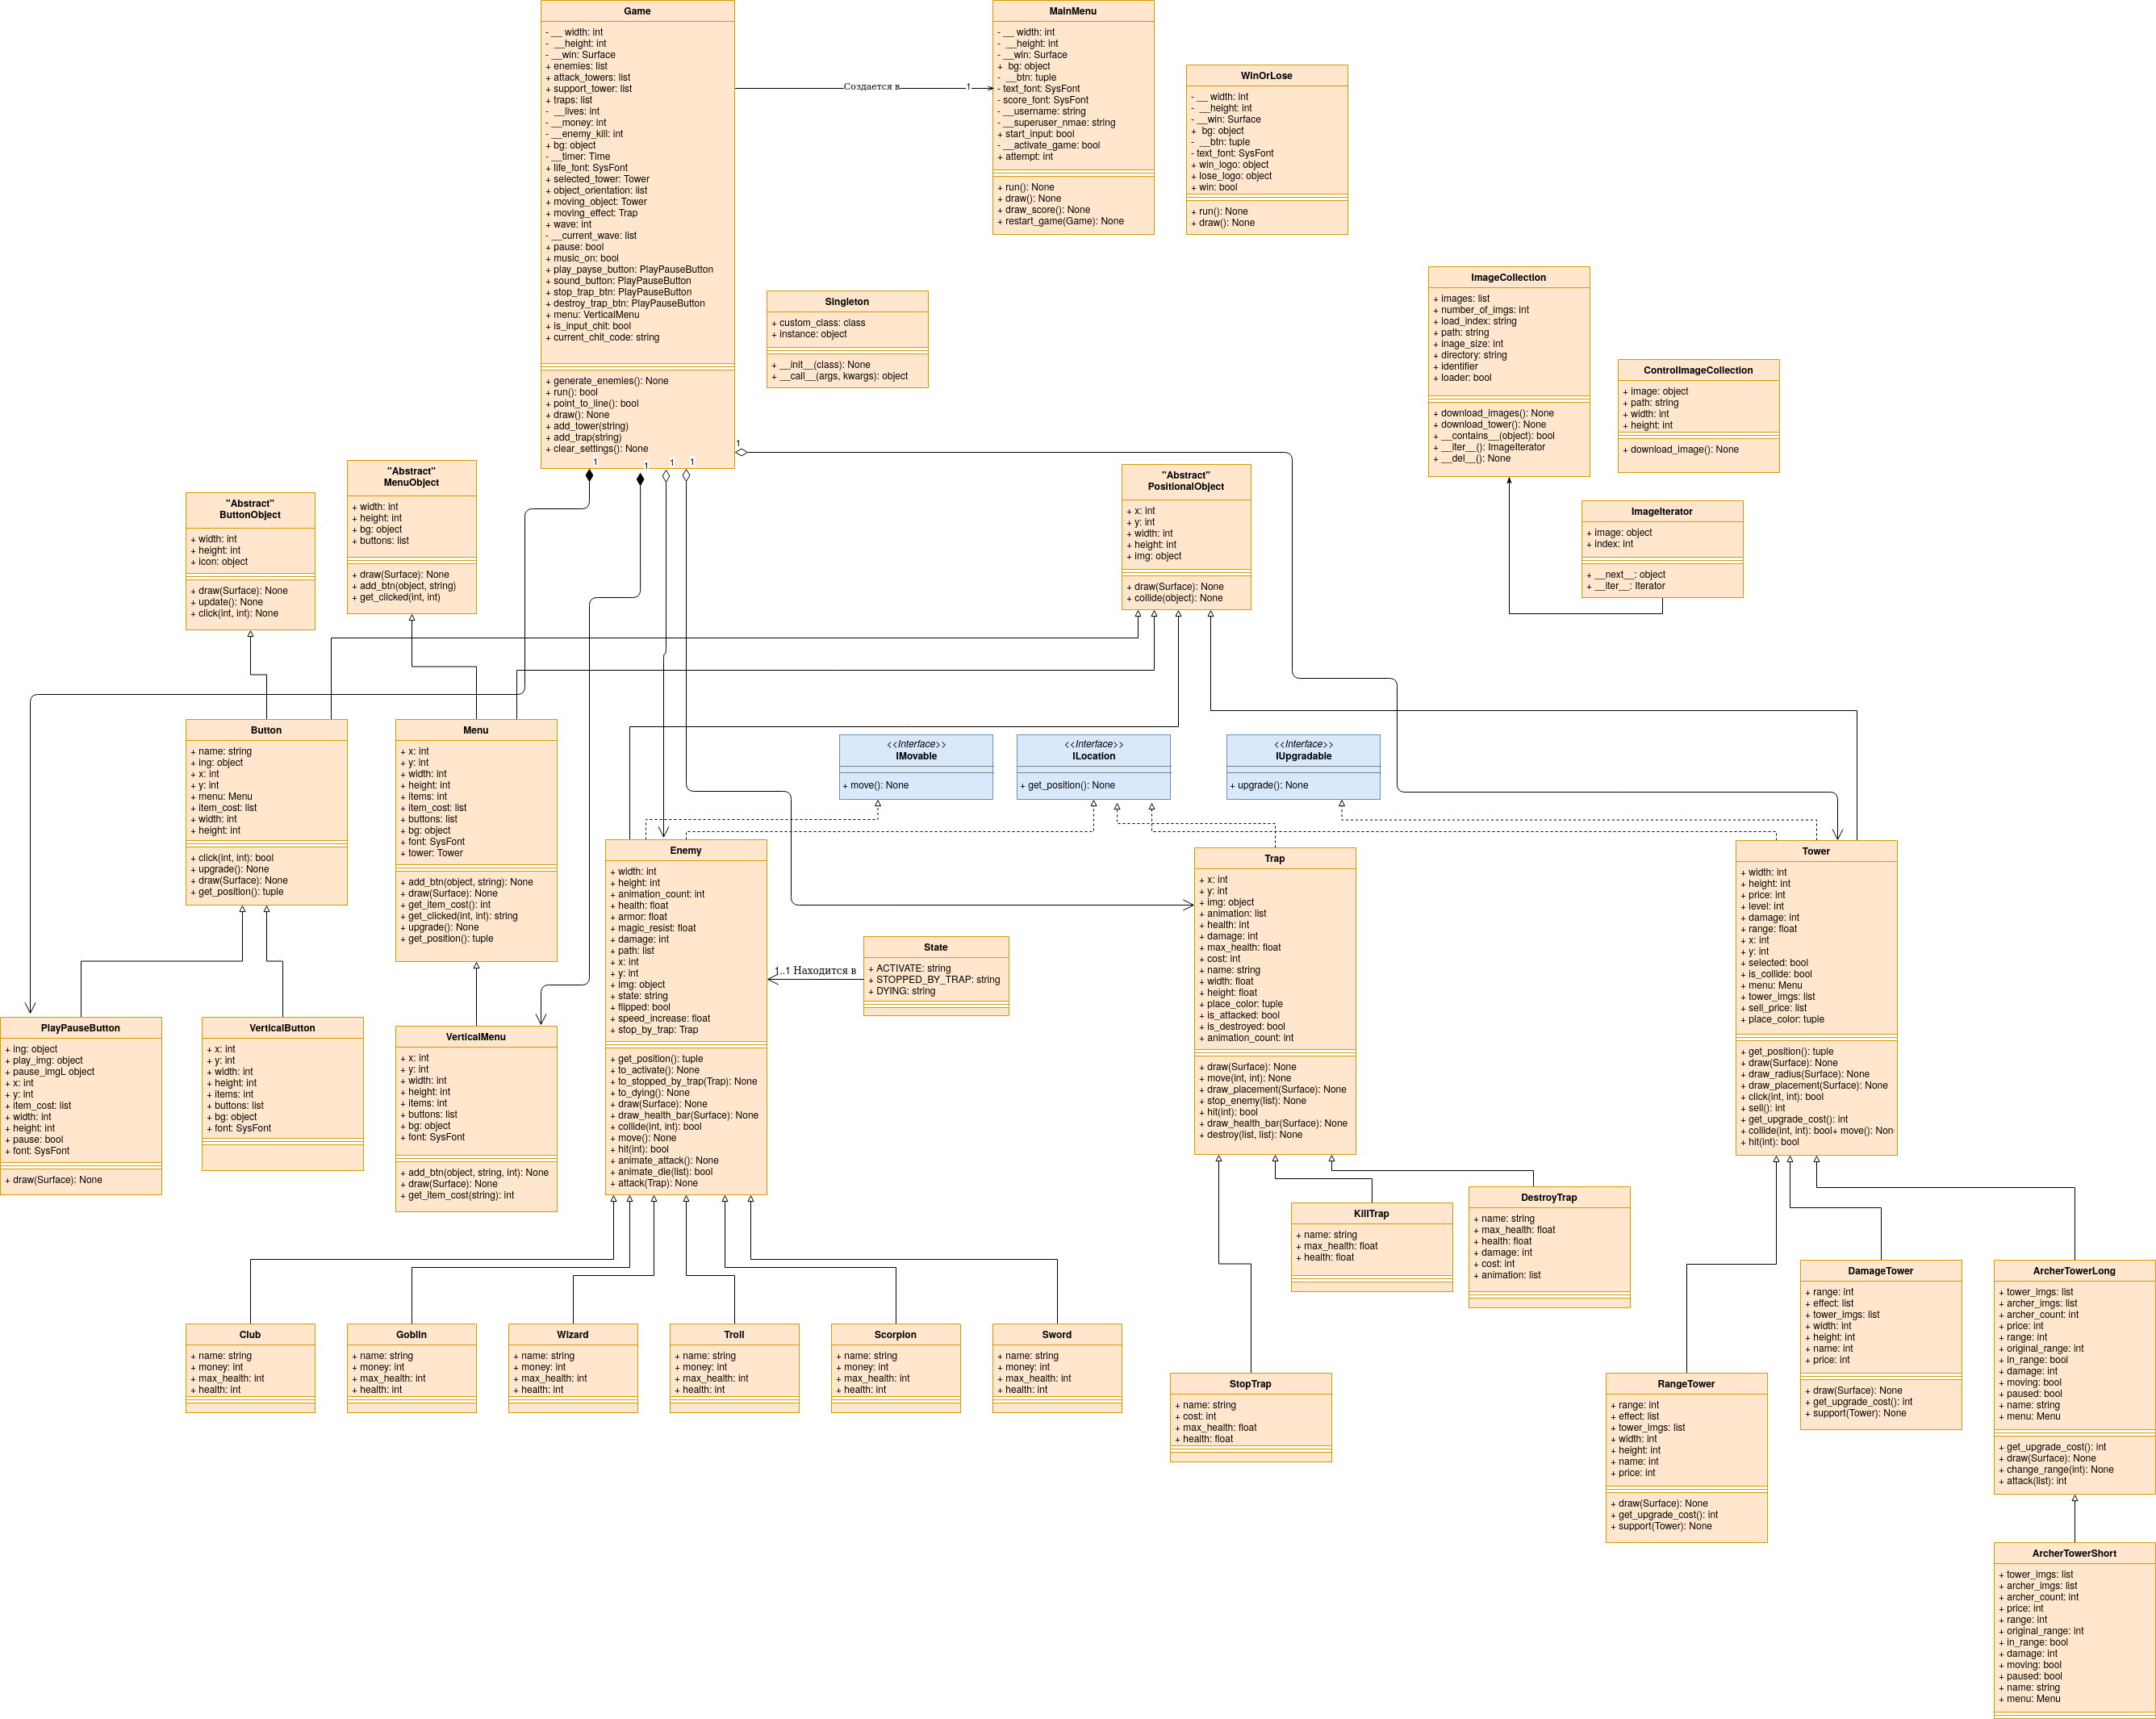 Game
- __ width: int
-  __height: int
- __win: Surface
+ enemies: list
+ attack_towers: list
+ support_tower: list
+ traps: list
-  __lives: int
- __money: int
- __enemy_kill: int
+ bg: object
- __timer: Time
+ life_font: SysFont
+ selected_tower: Tower
+ object_orientation: list
+ moving_object: Tower
+ moving_effect: Trap
+ wave: int
- __current_wave: list
+ pause: bool
+ music_on: bool
+ play_payse_button: PlayPauseButton
+ sound_button: PlayPauseButton
+ stop_trap_btn: PlayPauseButton
+ destroy_trap_btn: PlayPauseButton
+ menu: VerticalMenu
+ is_input_chit: bool
+ current_chit_code: string
+ generate_enemies(): None
+ run(): bool
+ point_to_line(): bool
+ draw(): None
+ add_tower(string)
+ add_trap(string)
+ clear_settings(): None
1
1
1
1
1
Создается в
1
MainMenu
- __ width: int
-  __height: int
- __win: Surface
+  bg: object
-  __btn: tuple
- text_font: SysFont
- score_font: SysFont
- __username: string
- __superuser_nmae: string
+ start_input: bool
- __activate_game: bool
+ attempt: int
+ run(): None
+ draw(): None
+ draw_score(): None
+ restart_game(Game): None
WinOrLose
- __ width: int
-  __height: int
- __win: Surface
+  bg: object
-  __btn: tuple
- text_font: SysFont
+ win_logo: object
+ lose_logo: object
+ win: bool
+ run(): None
+ draw(): None
Singleton
+ custom_class: class
+ instance: object
+ __init__(class): None
+ __call__(args, kwargs): object
ImageCollection
+ images: list
+ number_of_imgs: int
+ load_index: string
+ path: string
+ inage_size: int
+ directory: string
+ identifier
+ loader: bool
+ download_images(): None
+ download_tower(): None
+ __contains__(object): bool
+ __iter__(): ImageIterator
+ __del__(): None
ControlImageCollection
+ image: object
+ path: string
+ width: int
+ height: int
+ download_image(): None
ImageIterator
+ image: object
+ index: int
+ __next__: object
+ __iter__: Iterator
"Abstract"
ButtonObject
+ width: int
+ height: int
+ icon: object
+ draw(Surface): None
+ update(): None
+ click(int, int): None
"Abstract"
MenuObject
+ width: int
+ height: int
+ bg: object
+ buttons: list
+ draw(Surface): None
+ add_btn(object, string)
+ get_clicked(int, int)
"Abstract"
PositionalObject
+ x: int
+ y: int
+ width: int
+ height: int
+ img: object
+ draw(Surface): None
+ collide(object): None
Button
+ name: string
+ ing: object
+ x: int
+ y: int
+ menu: Menu
+ item_cost: list
+ width: int
+ height: int
+ click(int, int): bool
+ upgrade(): None
+ draw(Surface): None
+ get_position(): tuple
Menu
+ x: int
+ y: int
+ width: int
+ height: int
+ items: int
+ item_cost: list
+ buttons: list
+ bg: object
+ font: SysFont
+ tower: Tower
+ add_btn(object, string): None
+ draw(Surface): None
+ get_item_cost(): int
+ get_clicked(int, int): string
+ upgrade(): None
+ get_position(): tuple
<<Interface>>
IMovable
+ move(): None
<<Interface>>
ILocation
+ get_position(): None
<<Interface>>
IUpgradable
+ upgrade(): None
Enemy
+ width: int
+ height: int
+ animation_count: int
+ health: float
+ armor: float
+ magic_resist: float
+ damage: int
+ path: list
+ x: int
+ y: int
+ img: object
+ state: string
+ flipped: bool
+ speed_increase: float
+ stop_by_trap: Trap
+ get_position(): tuple
+ to_activate(): None
+ to_stopped_by_trap(Trap): None
+ to_dying(): None
+ draw(Surface): None
+ draw_health_bar(Surface): None
+ collide(int, int): bool
+ move(): None
+ hit(int): bool
+ animate_attack(): None
+ animate_die(list): bool
+ attack(Trap): None
1..1 Находится в
State
+ ACTIVATE: string
+ STOPPED_BY_TRAP: string
+ DYING: string
Trap
+ x: int
+ y: int
+ img: object
+ animation: list
+ health: int
+ damage: int
+ max_health: float
+ cost: int
+ name: string
+ width: float
+ height: float
+ place_color: tuple
+ is_attacked: bool
+ is_destroyed: bool
+ animation_count: int
+ draw(Surface): None
+ move(int, int): None
+ draw_placement(Surface): None
+ stop_enemy(list): None
+ hit(int): bool
+ draw_health_bar(Surface): None
+ destroy(list, list): None
Tower
+ width: int
+ height: int
+ price: int
+ level: int
+ damage: int
+ range: float
+ x: int
+ y: int
+ selected: bool
+ is_collide: bool
+ menu: Menu
+ tower_imgs: list
+ sell_price: list
+ place_color: tuple
+ get_position(): tuple
+ draw(Surface): None
+ draw_radius(Surface): None
+ draw_placement(Surface): None
+ click(int, int): bool
+ sell(): int
+ get_upgrade_cost(): int
+ collide(int, int): bool+ move(): Non
+ hit(int): bool
PlayPauseButton
+ ing: object
+ play_img: object
+ pause_imgL object
+ x: int
+ y: int
+ item_cost: list
+ width: int
+ height: int
+ pause: bool
+ font: SysFont
+ draw(Surface): None
VerticalButton
+ x: int
+ y: int
+ width: int
+ height: int
+ items: int
+ buttons: list
+ bg: object
+ font: SysFont
VerticalMenu
+ x: int
+ y: int
+ width: int
+ height: int
+ items: int
+ buttons: list
+ bg: object
+ font: SysFont
+ add_btn(object, string, int): None
+ draw(Surface): None
+ get_item_cost(string): int
KillTrap
+ name: string
+ max_health: float
+ health: float
DestroyTrap
+ name: string
+ max_health: float
+ health: float
+ damage: int
+ cost: int
+ animation: list
DamageTower
+ range: int
+ effect: list
+ tower_imgs: list
+ width: int
+ height: int
+ name: int
+ price: int
+ draw(Surface): None
+ get_upgrade_cost(): int
+ support(Tower): None
ArcherTowerLong
+ tower_imgs: list
+ archer_imgs: list
+ archer_count: int
+ price: int
+ range: int
+ original_range: int
+ in_range: bool
+ damage: int
+ moving: bool
+ paused: bool
+ name: string
+ menu: Menu
+ get_upgrade_cost(): int
+ draw(Surface): None
+ change_range(int): None
+ attack(list): int
Club
+ name: string
+ money: int
+ max_health: int
+ health: int
Goblin
+ name: string
+ money: int
+ max_health: int
+ health: int
Wizard
+ name: string
+ money: int
+ max_health: int
+ health: int
Troll
+ name: string
+ money: int
+ max_health: int
+ health: int
Scorpion
+ name: string
+ money: int
+ max_health: int
+ health: int
Sword
+ name: string
+ money: int
+ max_health: int
+ health: int
StopTrap
+ name: string
+ cost: int
+ max_health: float
+ health: float
RangeTower
+ range: int
+ effect: list
+ tower_imgs: list
+ width: int
+ height: int
+ name: int
+ price: int
+ draw(Surface): None
+ get_upgrade_cost(): int
+ support(Tower): None
ArcherTowerShort
+ tower_imgs: list
+ archer_imgs: list
+ archer_count: int
+ price: int
+ range: int
+ original_range: int
+ in_range: bool
+ damage: int
+ moving: bool
+ paused: bool
+ name: string
+ menu: Menu